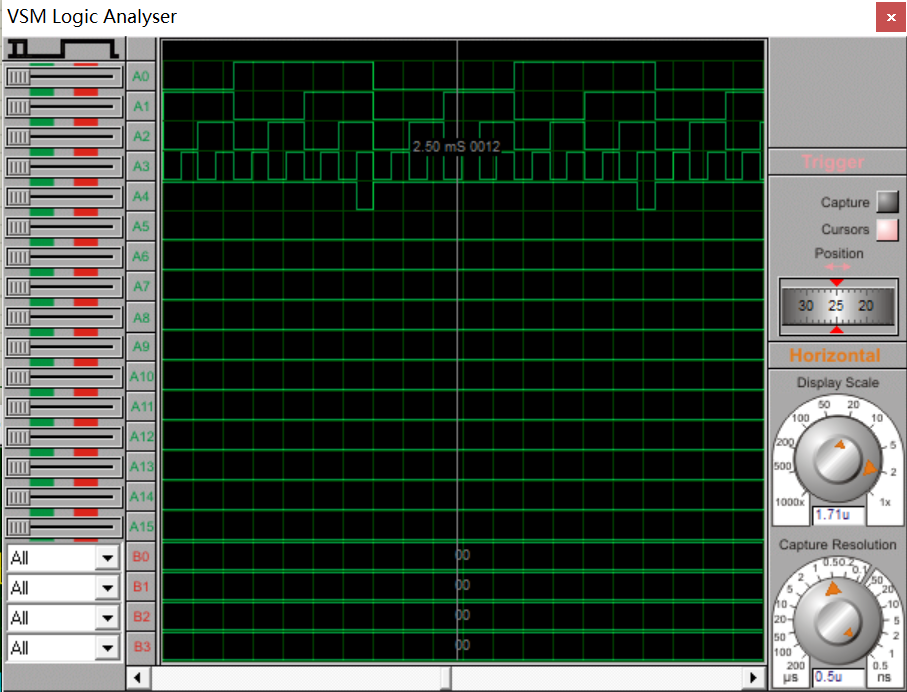 VSM Logic Analyser
A0
A1
A2
2.50 mS 0012
A3
A4
A5
A6
A7
A8
A9
A10
A11
A12
A13
A14
A15
All
B0
00
All
B1
00
All
B2
00
All
B3
00
Trigger
Capture
Cursors
Position
30 25 20
Horizontal
Display Scale
50 20
100 10
200 5
500 2
1000x 1x
1.71u
Capture Resolution
1 0.5 0.2 0.1
2 50
5 20
10 10
20 5
50 2
100 1
200 0.5
µs ns
0.5u